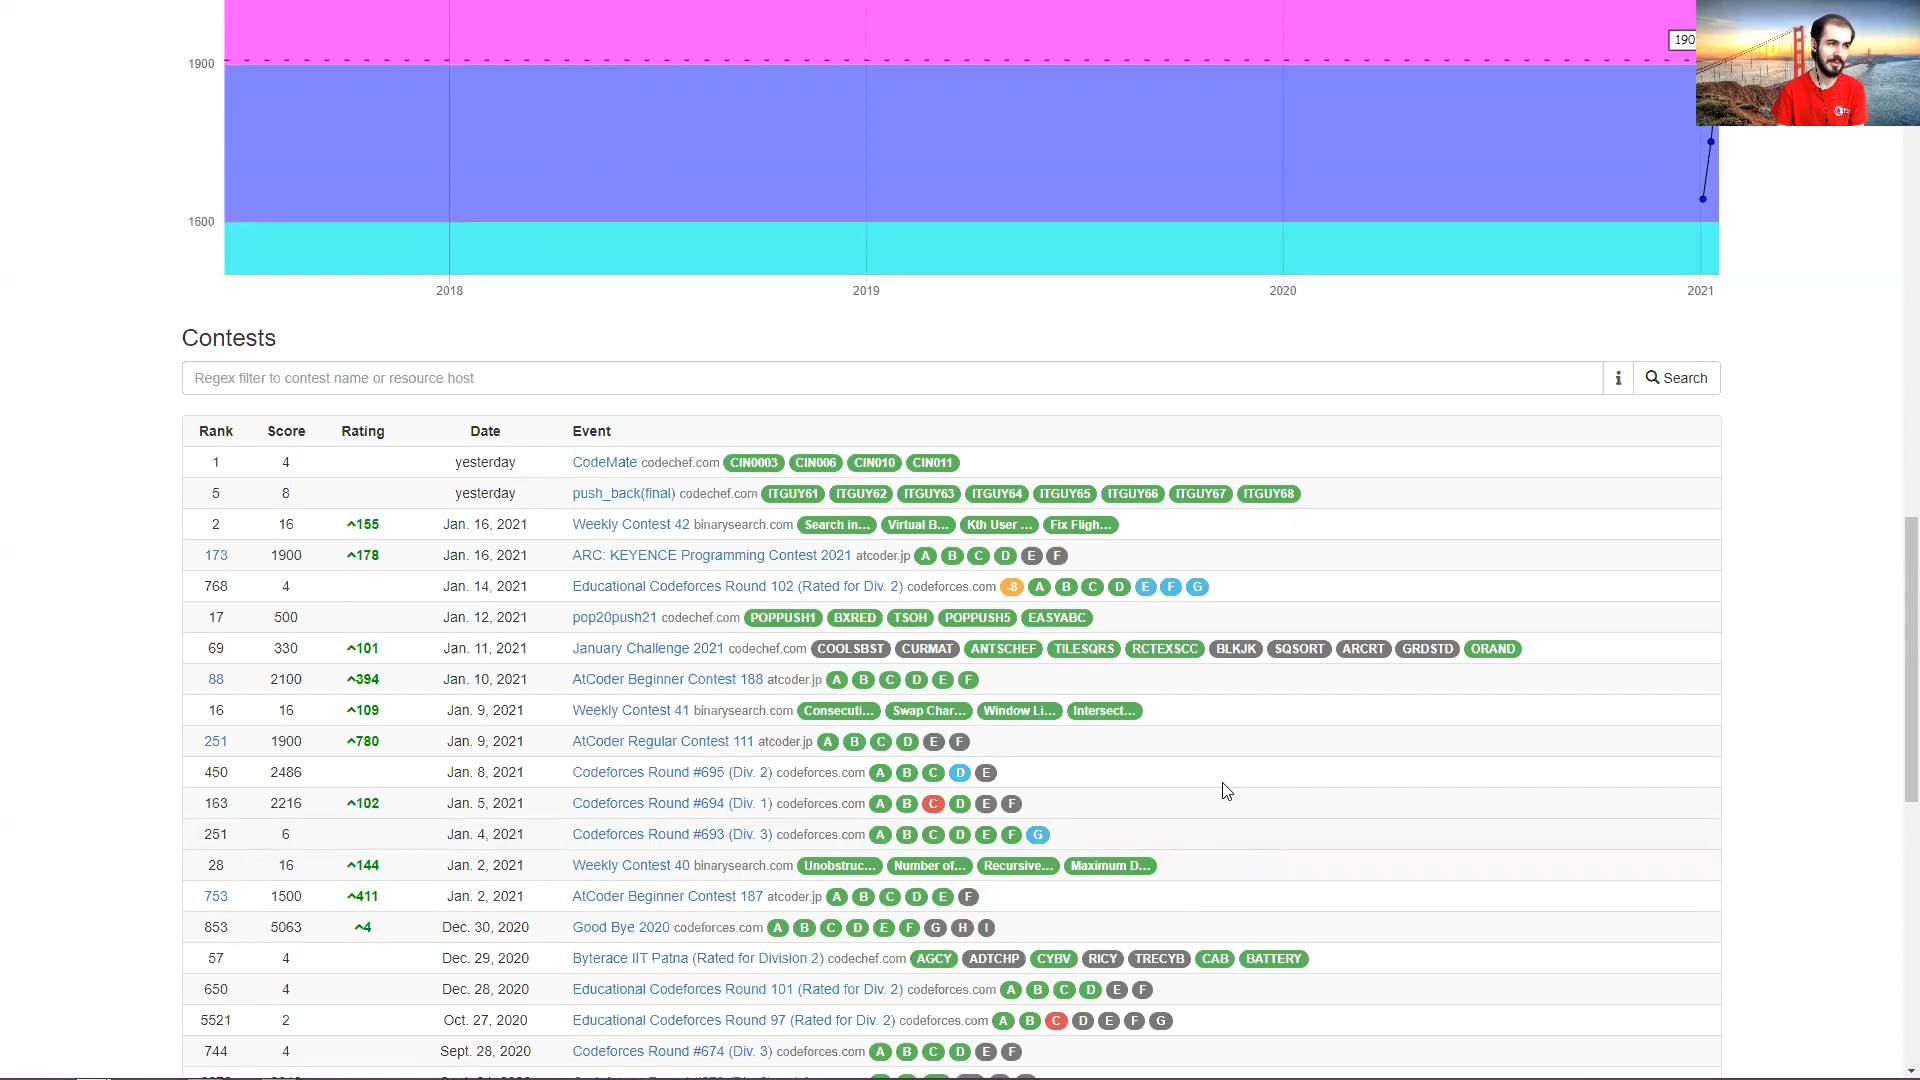 1900
190
1600
2018 2019 2020 2021
Contests
Regex filter to contest name or resource host
Search
Rank Score Rating Date Event
1 4 yesterday CodeMate codechef.com CIN0003 CIN006 CIN010 CIN011
5 8 yesterday push_back(final) codechef.com ITGUY61 ITGUY62 ITGUY63 ITGUY64 ITGUY65 ITGUY66 ITGUY67 ITGUY68
2 16 ^155 Jan. 16, 2021 Weekly Contest 42 binarysearch.com Search in... Virtual B... Kth User ... Fix Fligh...
173 1900 ^178 Jan. 16, 2021 ARC: KEYENCE Programming Contest 2021 atcoder.jp A B C D E F
768 4 Jan. 14, 2021 Educational Codeforces Round 102 (Rated for Div. 2) codeforces.com -8 A B C D E F G
17 500 Jan. 12, 2021 pop20push21 codechef.com POPPUSH1 BXRED TSOH POPPUSH5 EASYABC
69 330 ^101 Jan. 11, 2021 January Challenge 2021 codechef.com COOLSBST CURMAT ANTSCHEF TILESQRS RCTEXSCC BLKJK SQSORT ARCRT GRDSTD ORAND
88 2100 ^394 Jan. 10, 2021 AtCoder Beginner Contest 188 atcoder.jp A B C D E F
16 16 ^109 Jan. 9, 2021 Weekly Contest 41 binarysearch.com Consecuti... Swap Char... Window Li... Intersect...
251 1900 ^780 Jan. 9, 2021 AtCoder Regular Contest 111 atcoder.jp A B C D E F
450 2486 Jan. 8, 2021 Codeforces Round #695 (Div. 2) codeforces.com A B C D E
163 2216 ^102 Jan. 5, 2021 Codeforces Round #694 (Div. 1) codeforces.com A B C D E F
251 6 Jan. 4, 2021 Codeforces Round #693 (Div. 3) codeforces.com A B C D E F G
28 16 ^144 Jan. 2, 2021 Weekly Contest 40 binarysearch.com Unobstruc... Number of... Recursive... Maximum D...
753 1500 ^411 Jan. 2, 2021 AtCoder Beginner Contest 187 atcoder.jp A B C D E F
853 5063 ^4 Dec. 30, 2020 Good Bye 2020 codeforces.com A B C D E F G H I
57 4 Dec. 29, 2020 Byterace IIT Patna (Rated for Division 2) codechef.com AGCY ADTCHP CYBV RICY TRECYB CAB BATTERY
650 4 Dec. 28, 2020 Educational Codeforces Round 101 (Rated for Div. 2) codeforces.com A B C D E F
5521 2 Oct. 27, 2020 Educational Codeforces Round 97 (Rated for Div. 2) codeforces.com A B C D E F G
744 4 Sept. 28, 2020 Codeforces Round #674 (Div. 3) codeforces.com A B C D E F